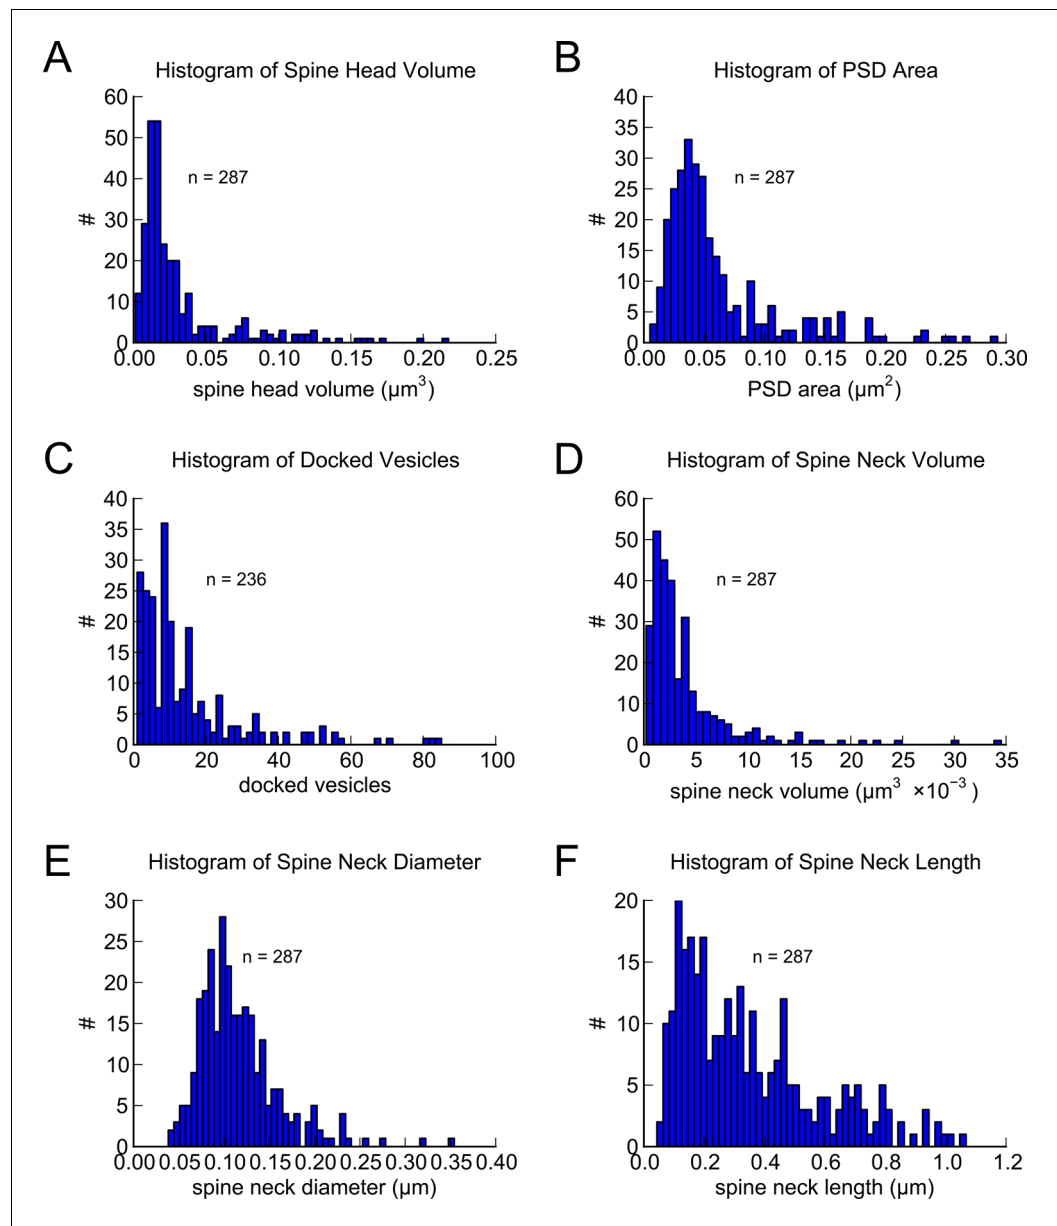 A
Histogram of Spine Head Volume
60
50
40
30
20
10
0
#
n = 287
0.00 0.05 0.10 0.15 0.20 0.25
spine head volume (µm³)
B
Histogram of PSD Area
40
35
30
25
20
15
10
5
0
#
n = 287
0.00 0.05 0.10 0.15 0.20 0.25 0.30
PSD area (µm²)
C
Histogram of Docked Vesicles
40
35
30
25
20
15
10
5
0
#
n = 236
0 20 40 60 80 100
docked vesicles
D
Histogram of Spine Neck Volume
60
50
40
30
20
10
0
#
n = 287
0 5 10 15 20 25 30 35
spine neck volume (µm³ ×10⁻³ )
E
Histogram of Spine Neck Diameter
30
25
20
15
10
5
0
#
n = 287
0.00 0.05 0.10 0.15 0.20 0.25 0.30 0.35 0.40
spine neck diameter (µm)
F
Histogram of Spine Neck Length
20
15
10
5
0
#
n = 287
0.0 0.2 0.4 0.6 0.8 1.0 1.2
spine neck length (µm)